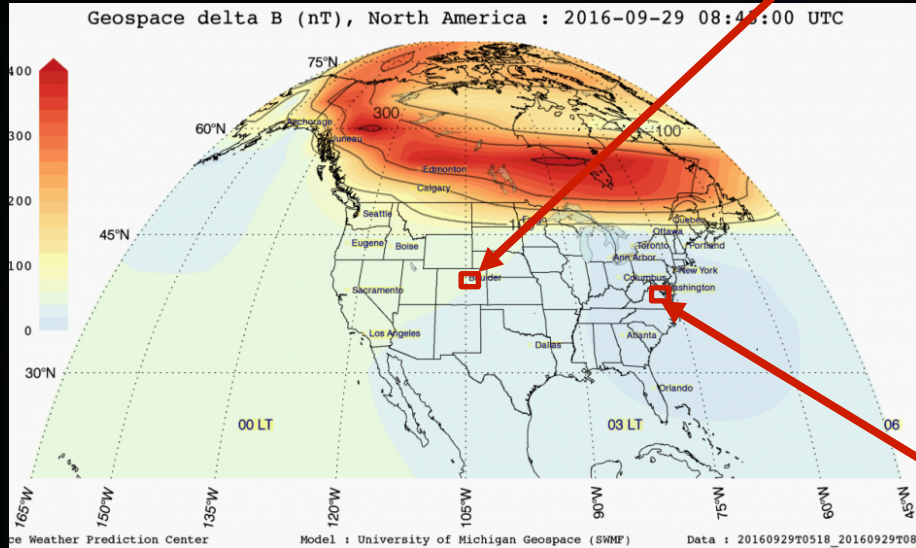 Geospace delta B (nT), North America : 2016-09-29 08:4 :00 UTC
75°N
400
300
60°N
Anchorage
100
Juneau
300
Edmonton
Calgary
200
Seattle
Fargo
Quebec
Ottawa
45°N
Eugene
Boise
Toronto
Portland
Ann Arbor
100
Boulder
Columbus
New York
Washington
Sacramento
0
Los Angeles
Dallas
Atlanta
30°N
Orlando
00 LT
03 LT
06
165°W
150°W
135°W
120°W
105°W
90°W
75°W
60°W
45°W
ce Weather Prediction Center
Model : University of Michigan Geospace (SWMF)
Data : 20160929T0518_20160929T08